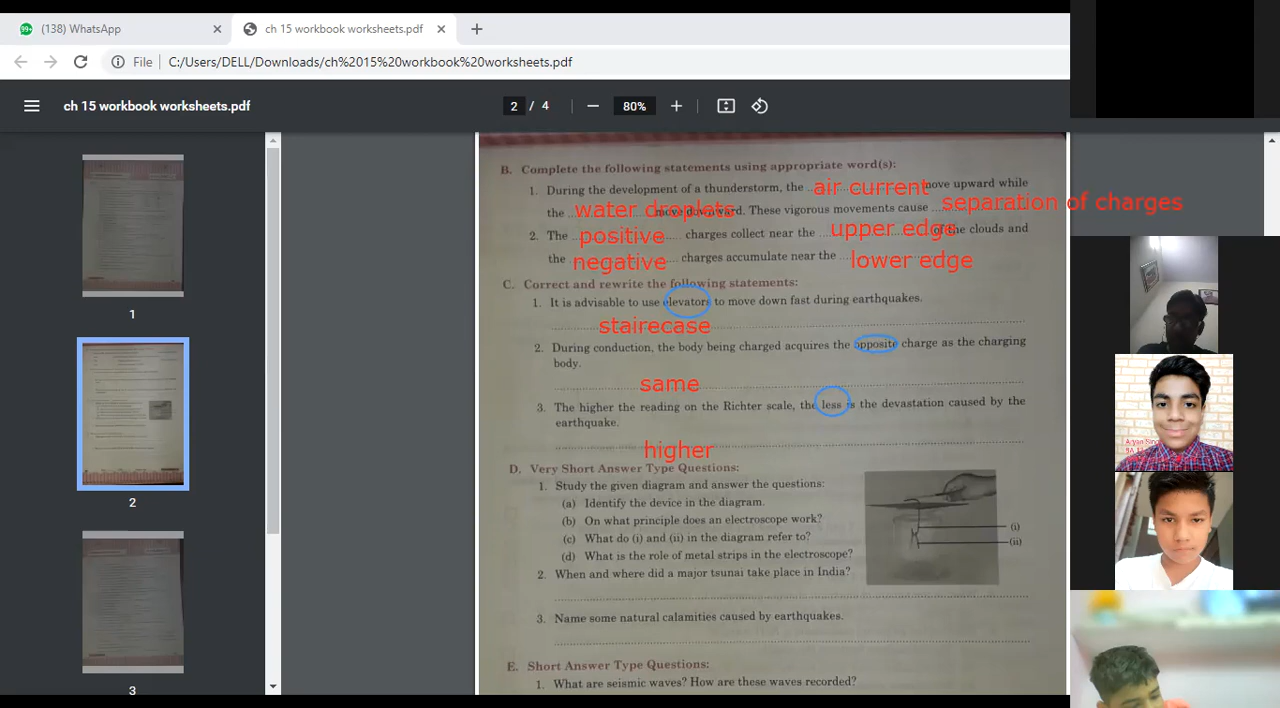 99+ (138) WhatsApp
ch 15 workbook worksheets.pdf
File C:/Users/DELL/Downloads/ch%2015%20workbook%20worksheets.pdf
ch 15 workbook worksheets.pdf
2 / 4
80%
1
2
3
B. Complete the following statements using appropriate word(s):
1. During the development of a thunderstorm, the air current move upward while
the water droplets move downward. These vigorous movements cause separation of charges
2. The positive charges collect near the upper edge of the clouds and
the negative charges accumulate near the lower edge
C. Correct and rewrite the following statements:
1. It is advisable to use elevators to move down fast during earthquakes.
stairecase
2. During conduction, the body being charged acquires the opposite charge as the charging
body.
same
3. The higher the reading on the Richter scale, the less is the devastation caused by the
earthquake.
higher
D. Very Short Answer Type Questions:
1. Study the given diagram and answer the questions:
(a) Identify the device in the diagram.
(b) On what principle does an electroscope work?
(c) What do (i) and (ii) in the diagram refer to?
(d) What is the role of metal strips in the electroscope?
(i)
(ii)
2. When and where did a major tsunai take place in India?
3. Name some natural calamities caused by earthquakes.
E. Short Answer Type Questions:
1. What are seismic waves? How are these waves recorded?
Aryan Sing